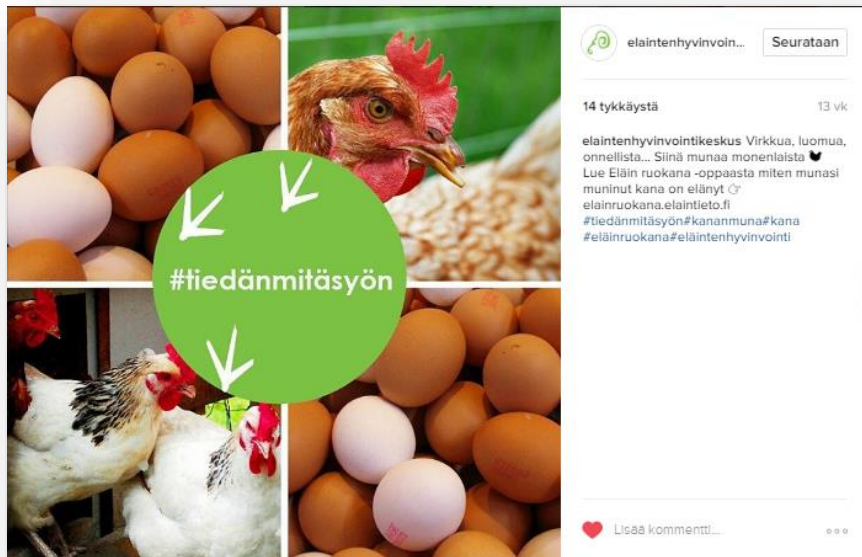 #tiedänmitäsyön
elaintenhyvinvoin...
Seurataan
14 tykkäystä
13 vk
elaintenhyvinvointikeskus Virkkua, luomua,
onnellista... Siinä munaa monenlaista
Lue Eläin ruokana -oppaasta miten munasi
muninut kana on elänyt
elainruokana.elaintieto.fi
#tiedänmitäsyön#kananmuna#kana
#eläinruokana#eläintenhyvinvointi
Lisää kommentti...